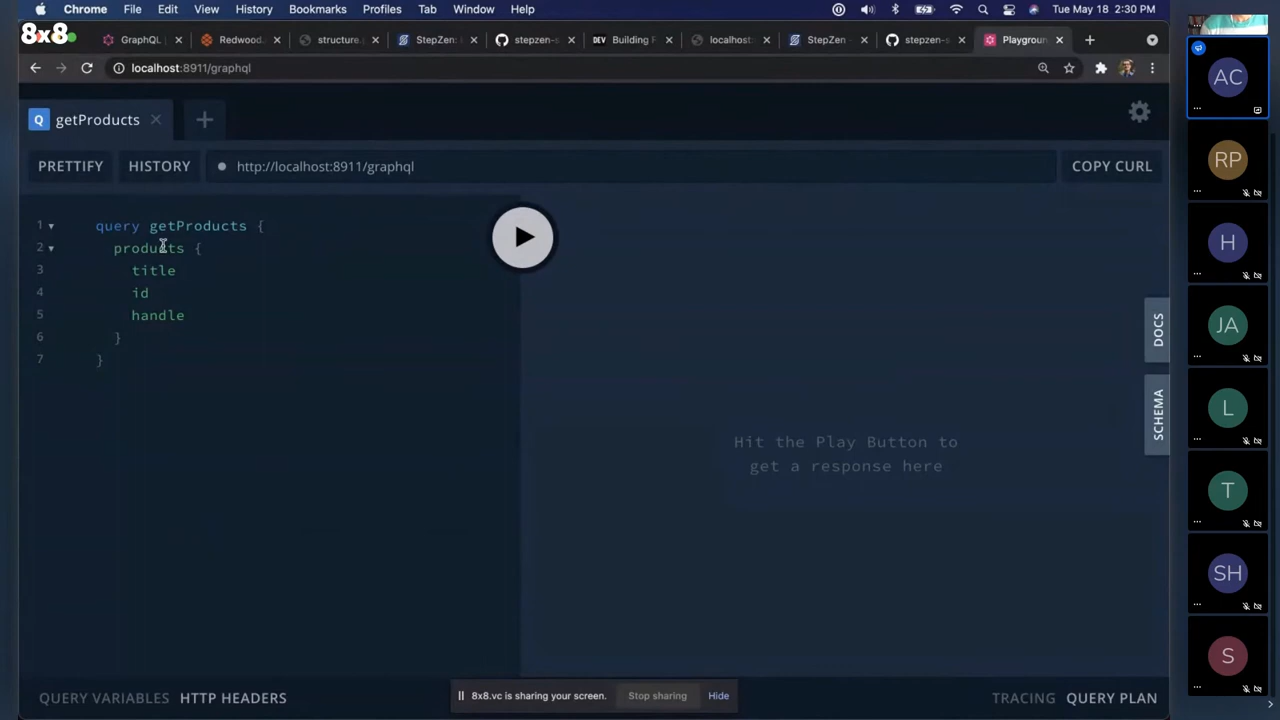 Chrome File Edit View History Bookmarks Profiles Tab Window Help Tue May 18 2:30 PM
8x8
GraphQL Redwood. structure. StepZen: DEV Building F localhos: StepZen stepzen- Playgroun
localhost:8911/graphql
Q getProducts
PRETTIFY HISTORY http://localhost:8911/graphql COPY CURL
1 query getProducts {
2 products {
3 title
4 id
5 handle
6 }
7 }
Hit the Play Button to
get a response here
DOCS
SCHEMA
QUERY VARIABLES HTTP HEADERS
8x8.vc is sharing your screen. Stop sharing Hide
TRACING QUERY PLAN
AC
RP
H
JA
L
T
SH
S